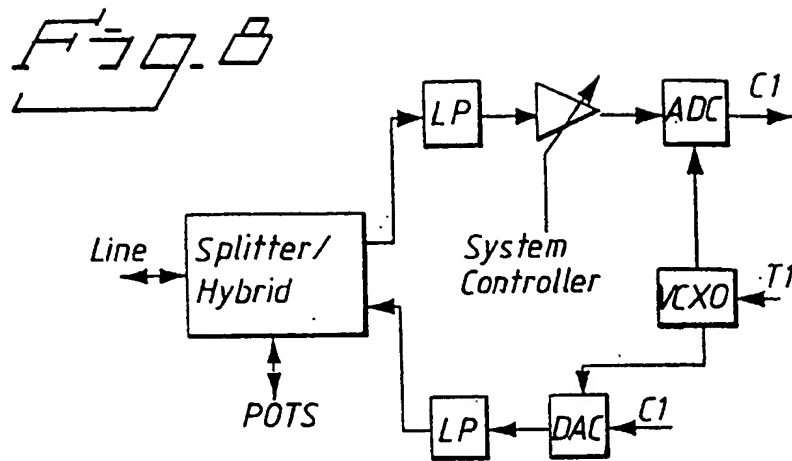 Fig. 8
LP
ADC
C1
Line
Splitter/
Hybrid
System
Controller
VCXO
T1
POTS
LP
DAC
C1